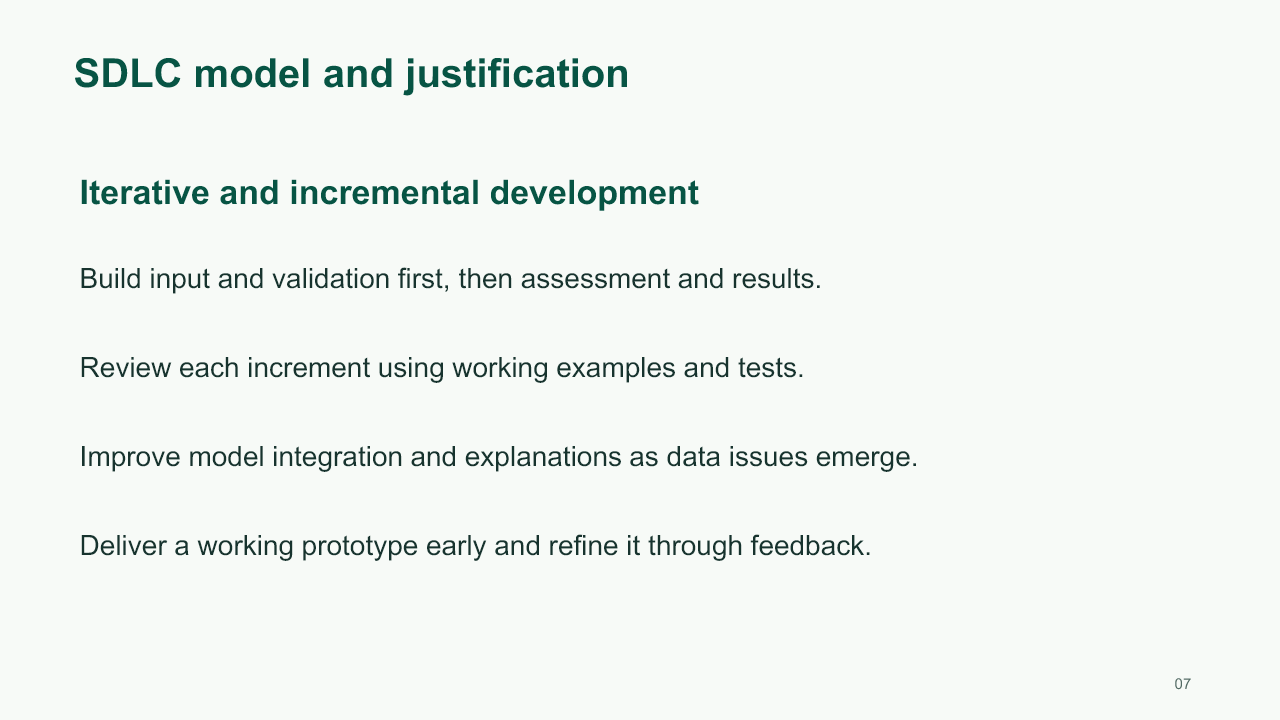 SDLC model and justification
Iterative and incremental development
Build input and validation first, then assessment and results.
Review each increment using working examples and tests.
Improve model integration and explanations as data issues emerge.
Deliver a working prototype early and refine it through feedback.
07